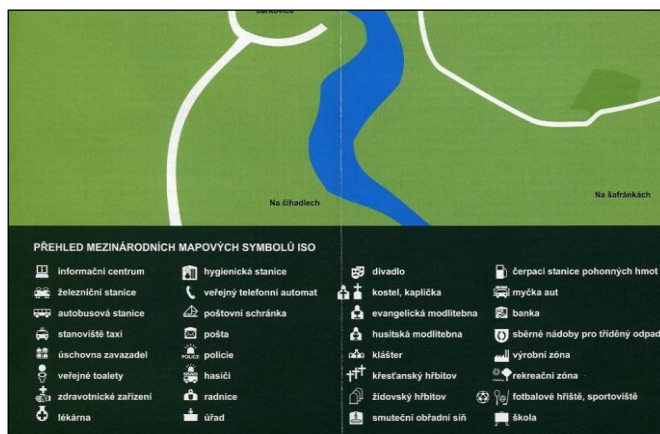 Na čihadlech
Na šafránkách
PŘEHLED MEZINÁRODNÍCH MAPOVÝCH SYMBOLŮ ISO
informační centrum
železniční stanice
autobusová stanice
stanoviště taxi
úschovna zavazadel
veřejné toalety
zdravotnické zařízení
lékárna
hygienická stanice
veřejný telefonní automat
poštovní schránka
pošta
POLICE policie
hasiči
radnice
úřad
divadlo
kostel, kaplička
evangelická modlitebna
husitská modlitebna
klášter
křesťanský hřbitov
židovský hřbitov
smuteční obřadní síň
čerpací stanice pohonných hmot
myčka aut
banka
sběrné nádoby pro tříděný odpad
výrobní zóna
rekreační zóna
fotbalové hřiště, sportoviště
škola